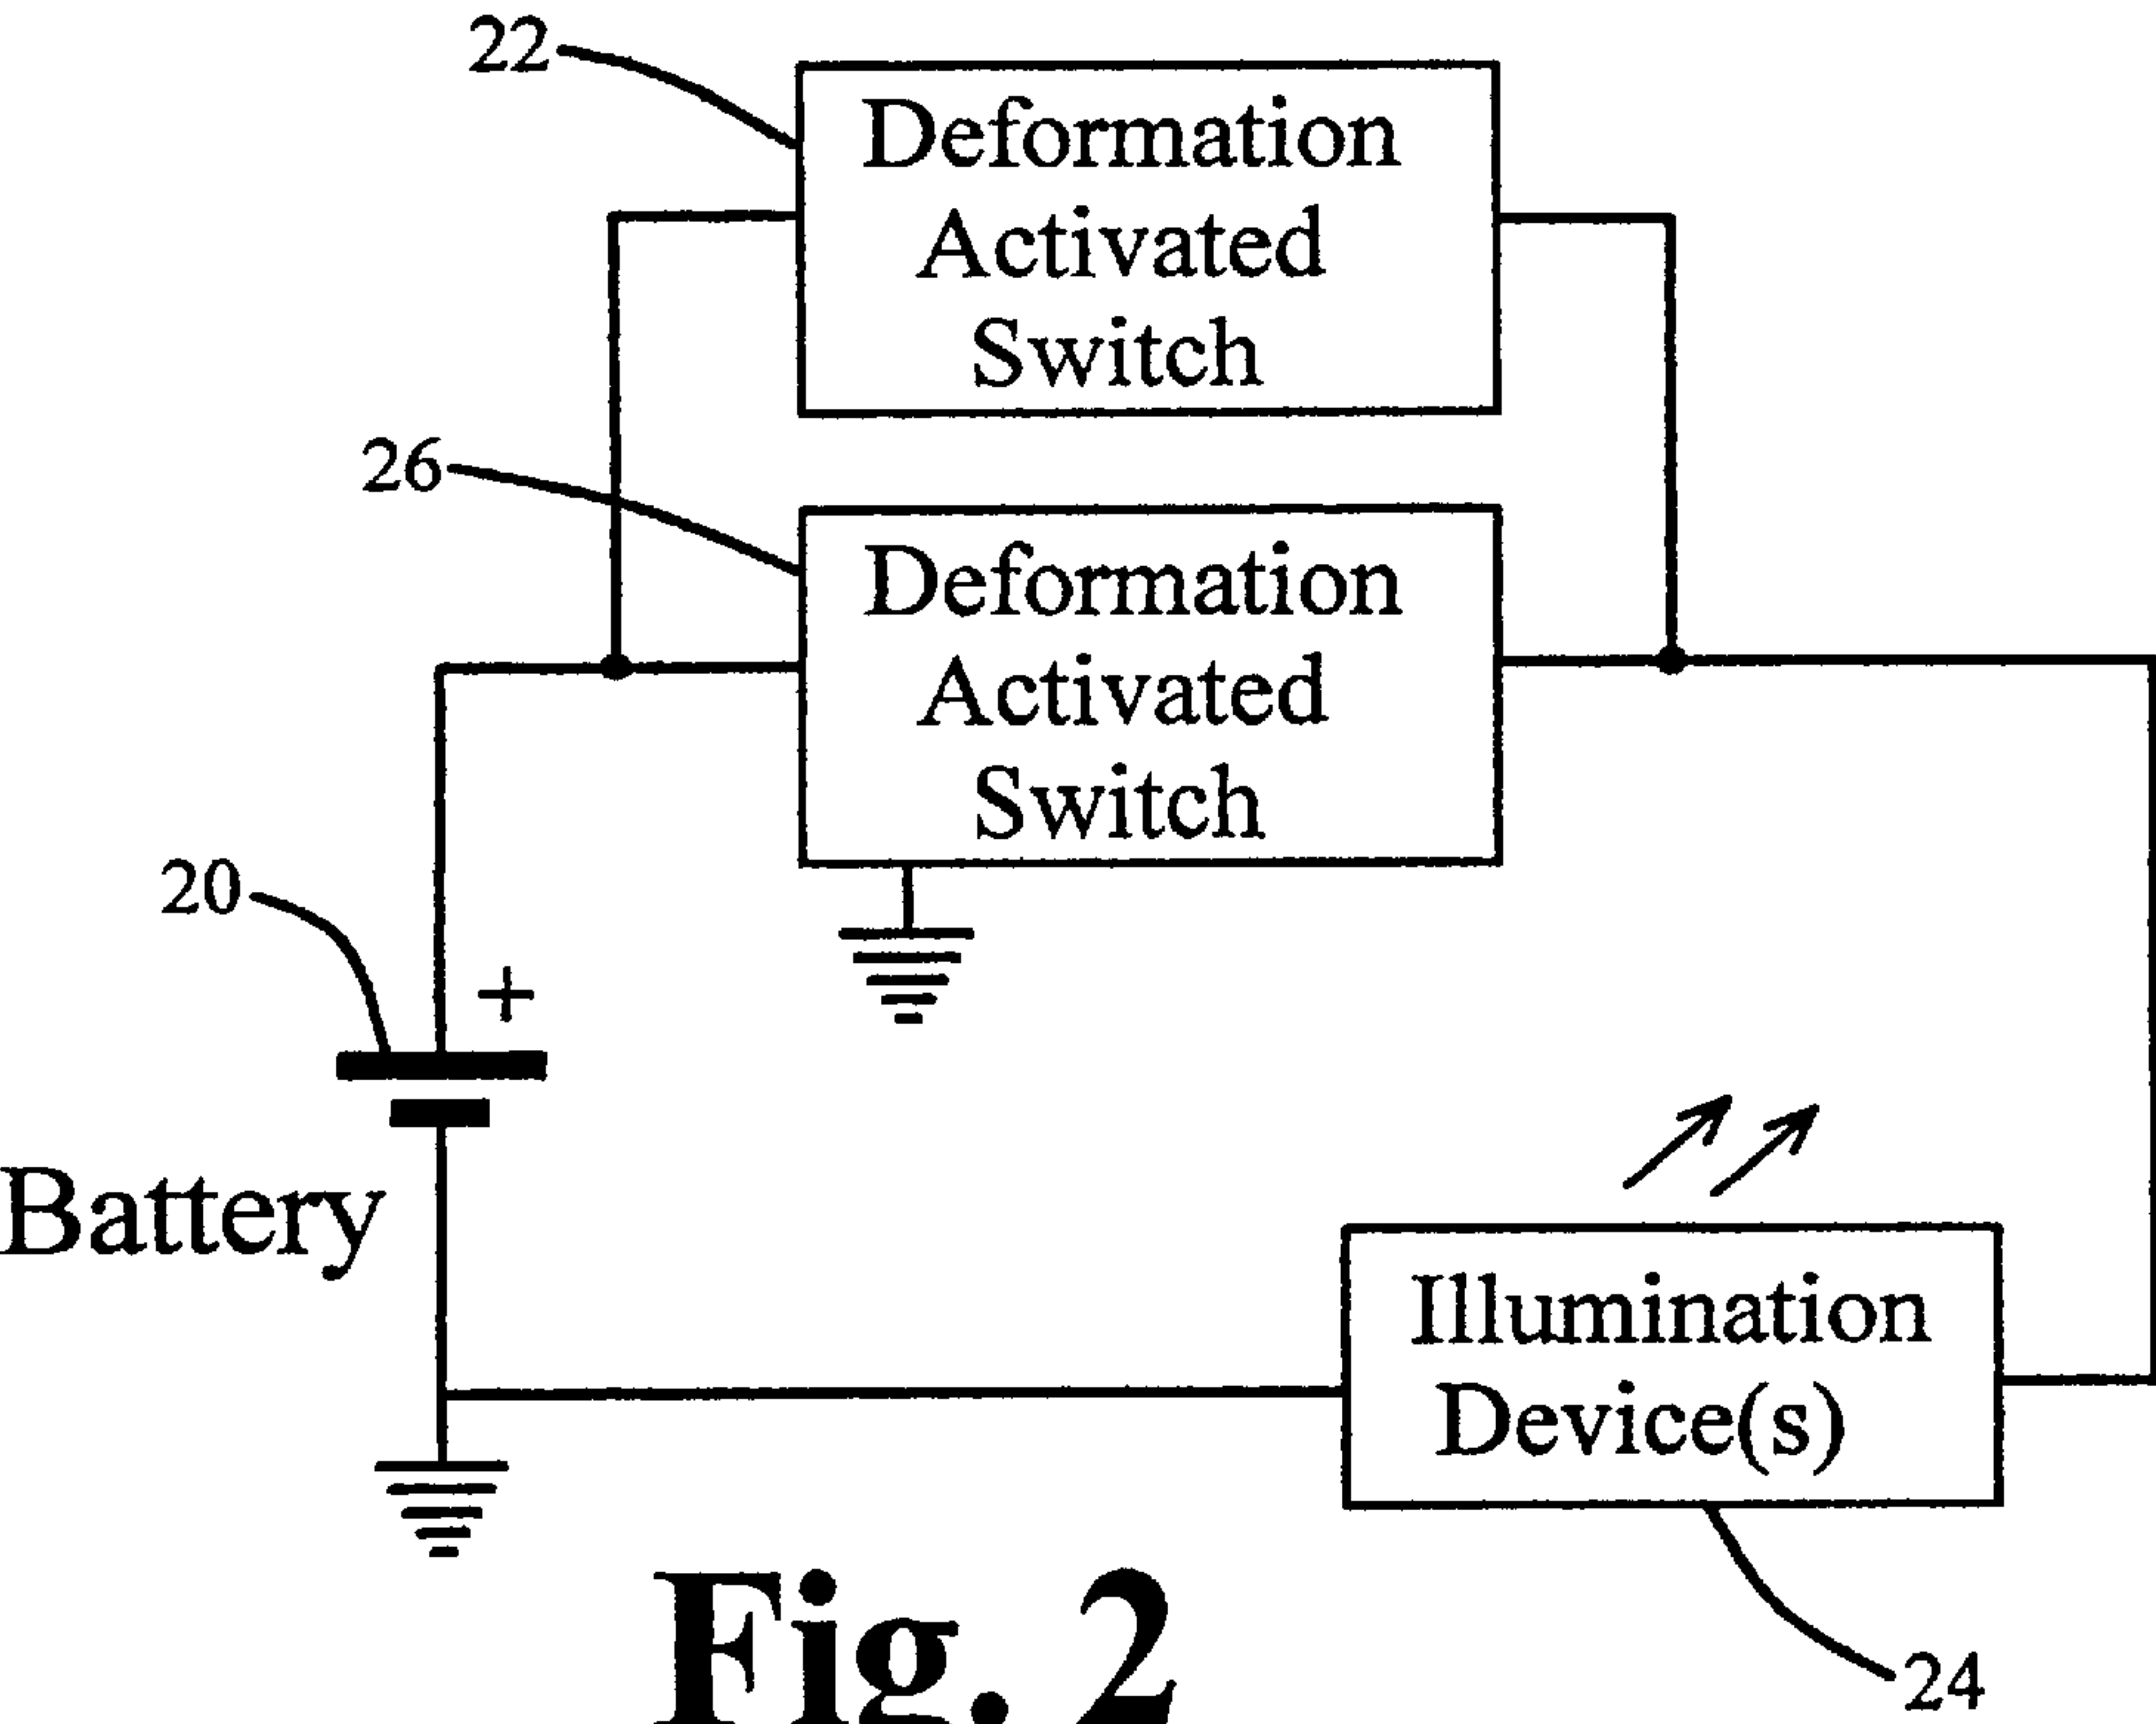 22
Deformation
Activated
Switch
26
Deformation
Activated
Switch
20
+
Battery
Illumination
Device(s)
24
Fig. 2